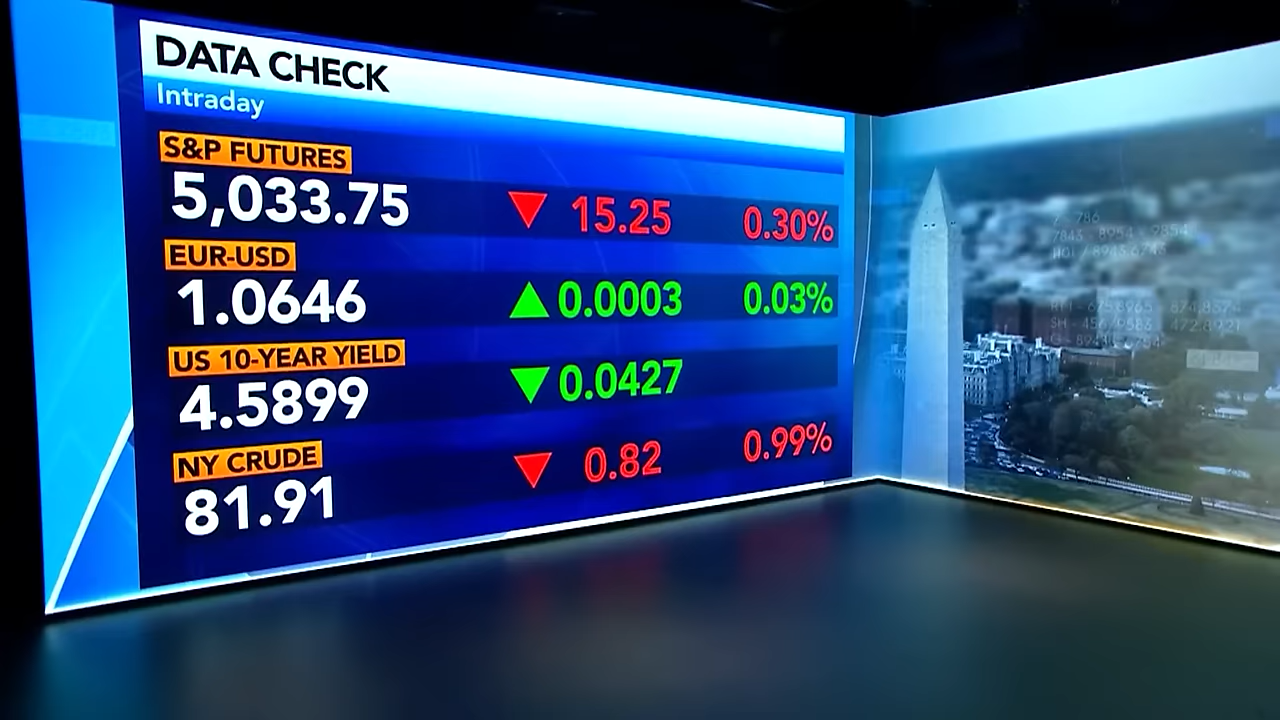 DATA CHECK
Intraday
S&P FUTURES
5,033.75 ▼ 15.25 0.30%
EUR-USD
1.0646 ▲ 0.0003 0.03%
US 10-YEAR YIELD
4.5899 ▼ 0.0427
NY CRUDE
81.91 ▼ 0.82 0.99%